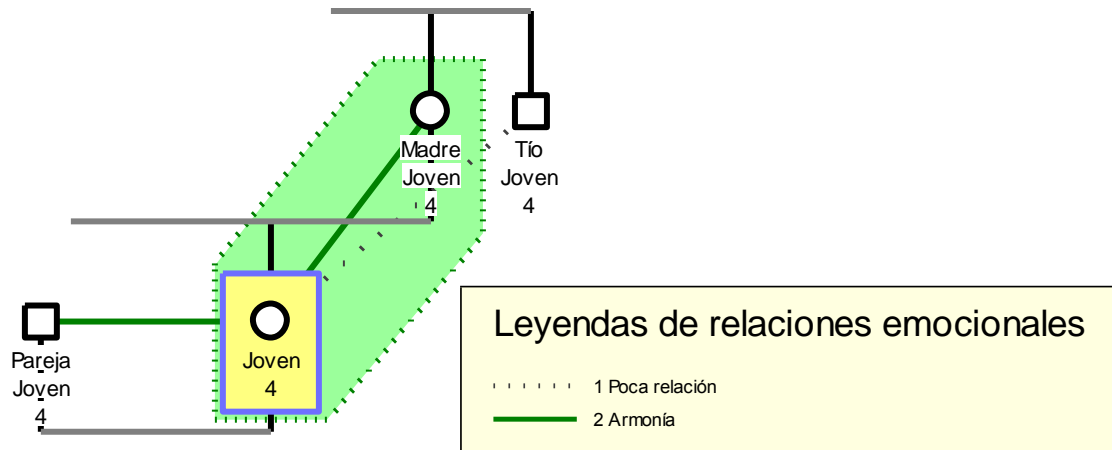 Madre
Joven
4
Tío
Joven
4
Pareja
Joven
4
Joven
4
Leyendas de relaciones emocionales
1 Poca relación
2 Armonía